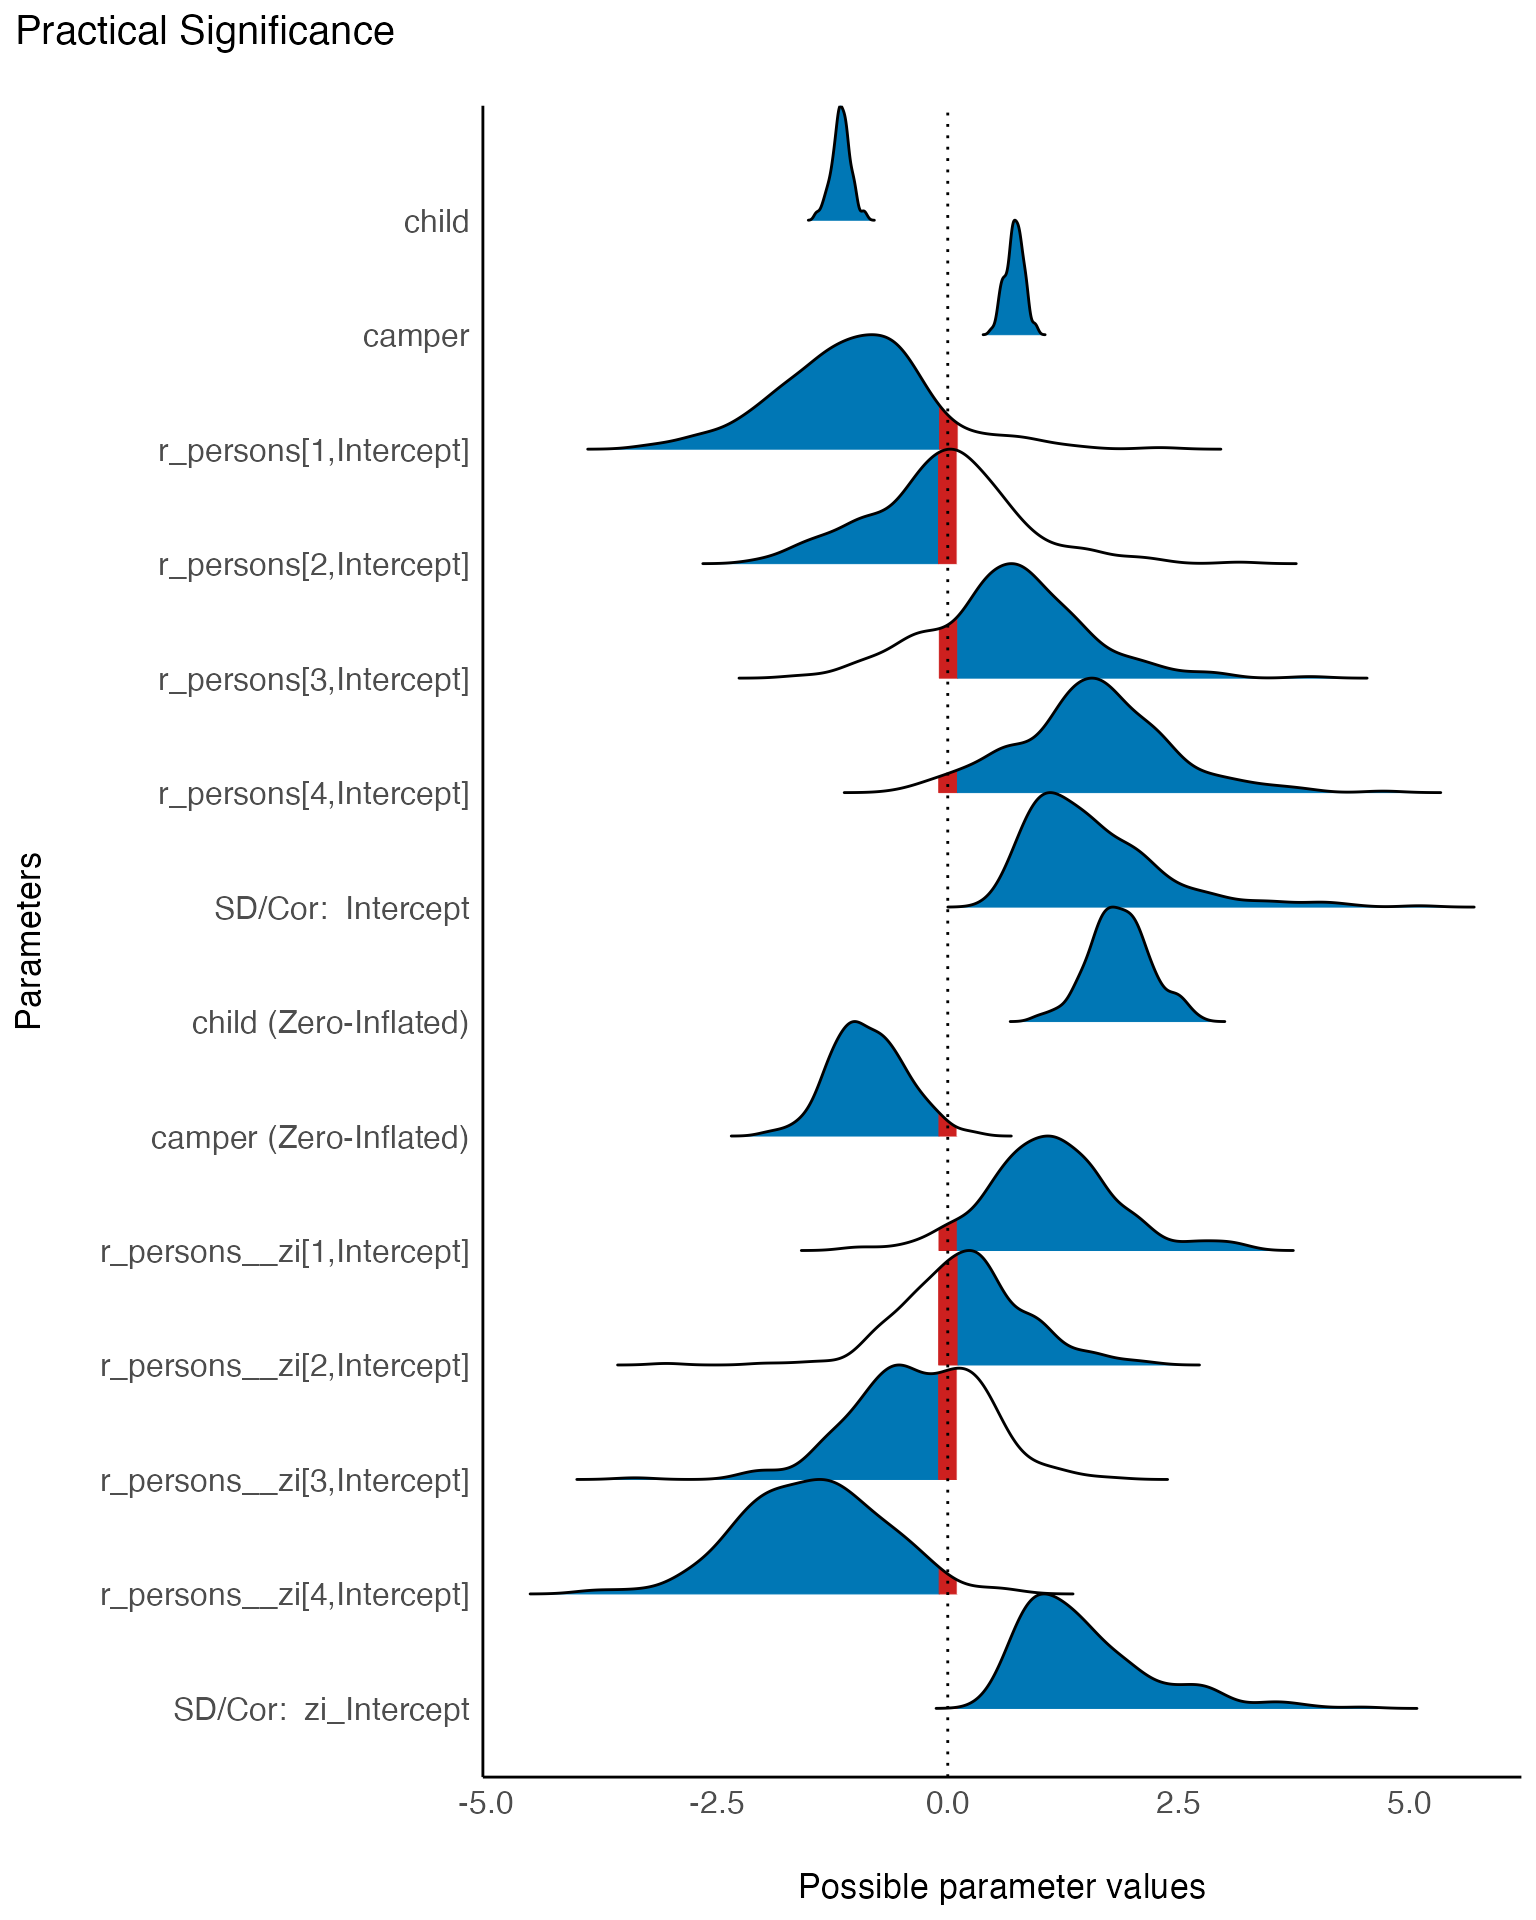 Practical Significance
child
camper
r_persons[1,Intercept]
r_persons[2,Intercept]
r_persons[3,Intercept]
r_persons[4,Intercept]
SD/Cor:  Intercept
child (Zero-Inflated)
camper (Zero-Inflated)
r_persons__zi[1,Intercept]
r_persons__zi[2,Intercept]
r_persons__zi[3,Intercept]
r_persons__zi[4,Intercept]
SD/Cor:  zi_Intercept
Parameters
-5.0 -2.5 0.0 2.5 5.0
Possible parameter values